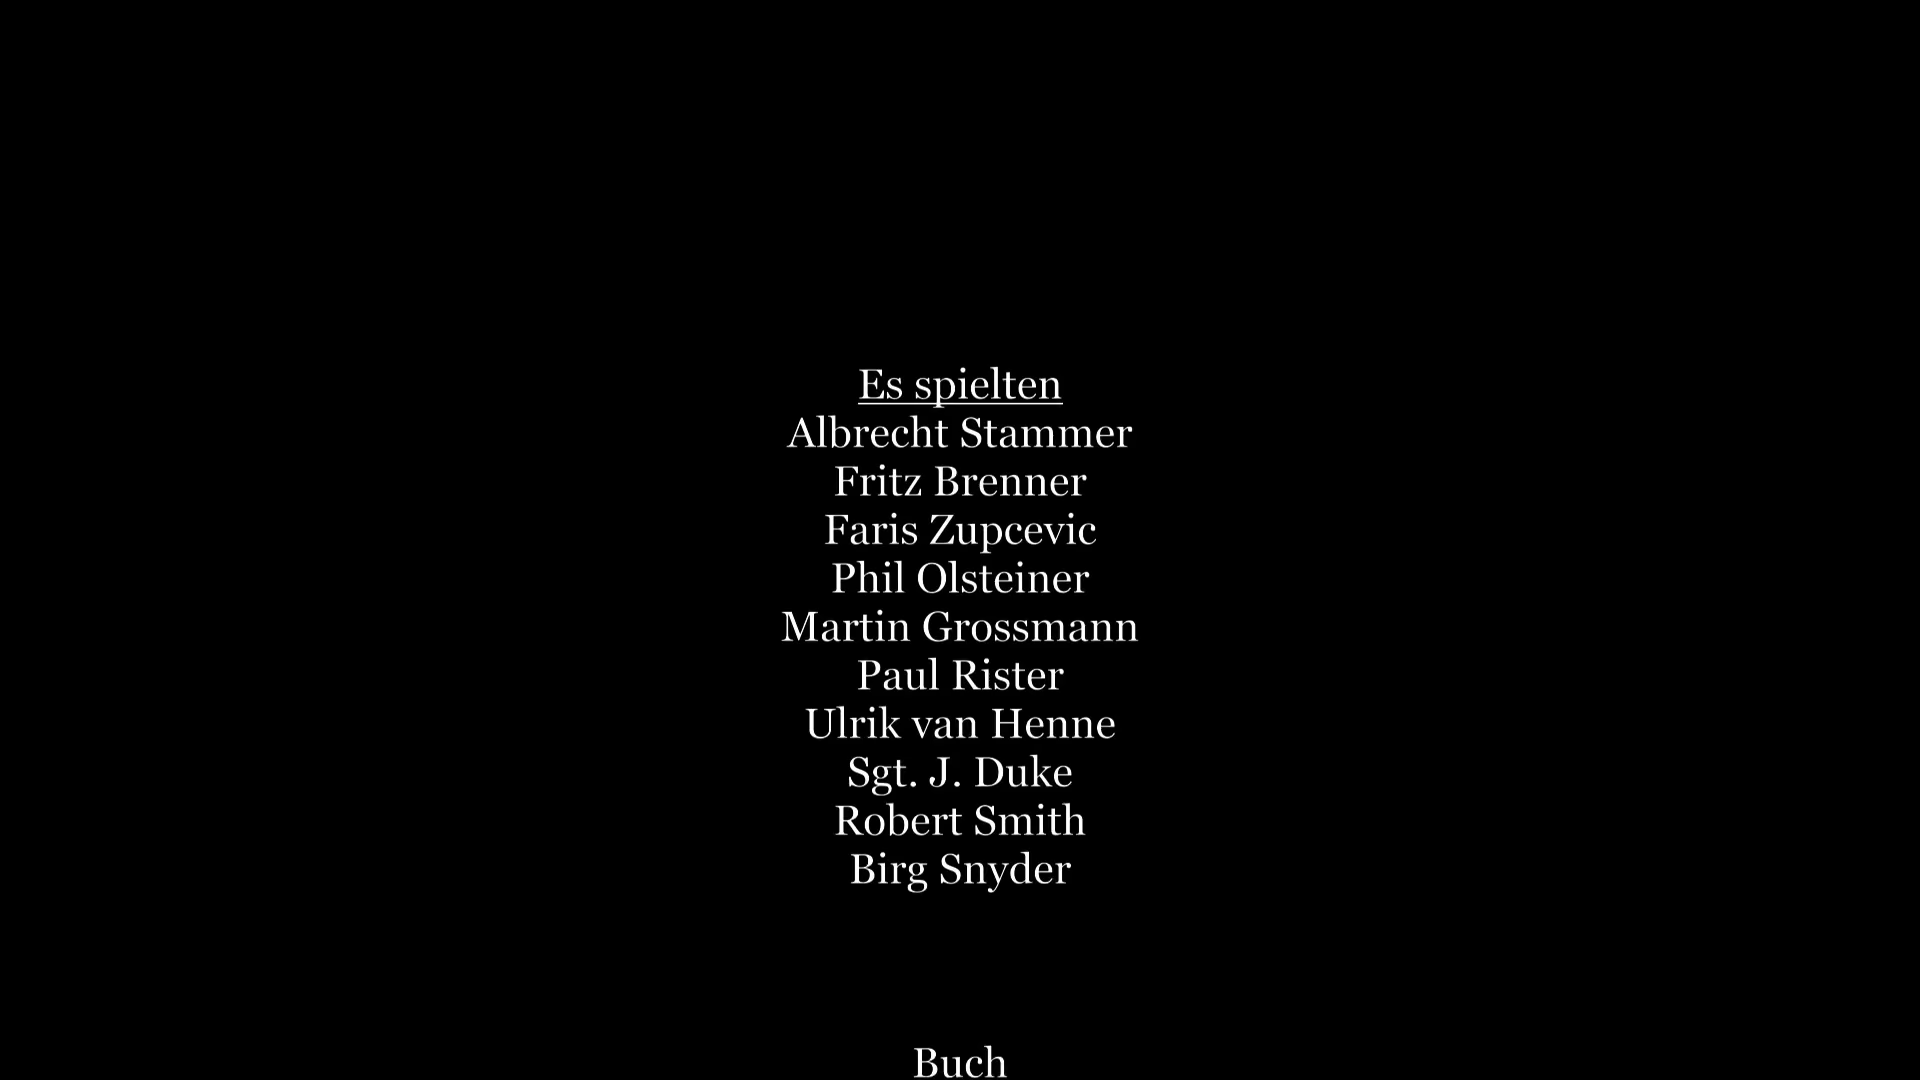 Es spielten
Albrecht Stammer
Fritz Brenner
Faris Zupcevic
Phil Olsteiner
Martin Grossmann
Paul Rister
Ulrik van Henne
Sgt. J. Duke
Robert Smith
Birg Snyder
Buch